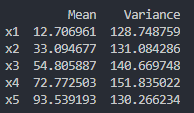 Mean Variance
x1 12.706961 128.748759
x2 33.094677 131.084286
x3 54.805887 140.669748
x4 72.772503 151.835022
x5 93.539193 130.266234